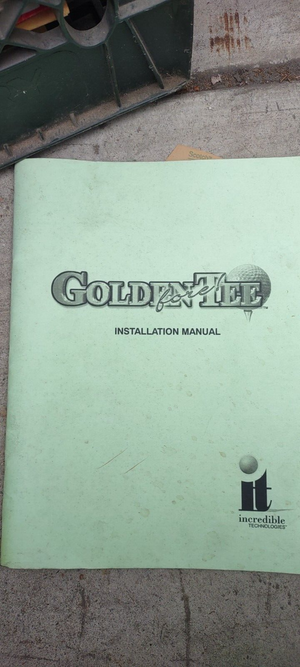 GOLDEN TEE
fore!
INSTALLATION MANUAL
it
incredible
TECHNOLOGIES